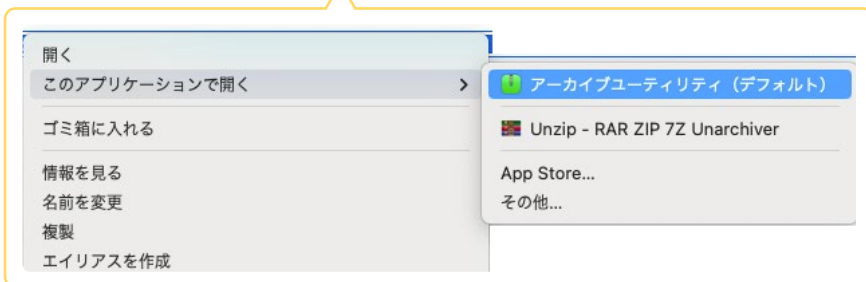 開く
このアプリケーションで開く
ゴミ箱に入れる
情報を見る
名前を変更
複製
エイリアスを作成
アーカイブユーティリティ（デフォルト）
Unzip - RAR ZIP 7Z Unarchiver
App Store...
その他...